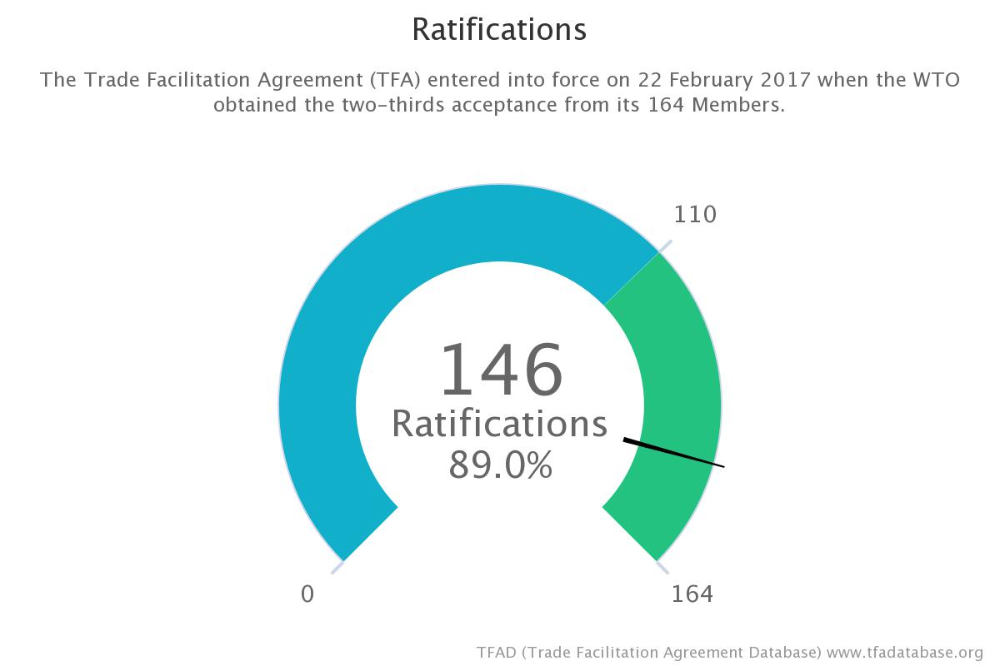 Ratifications
The Trade Facilitation Agreement (TFA) entered into force on 22 February 2017 when the WTO
obtained the two-thirds acceptance from its 164 Members.
110
146
Ratifications
89.0%
0
164
TFAD (Trade Facilitation Agreement Database) www.tfadatabase.org